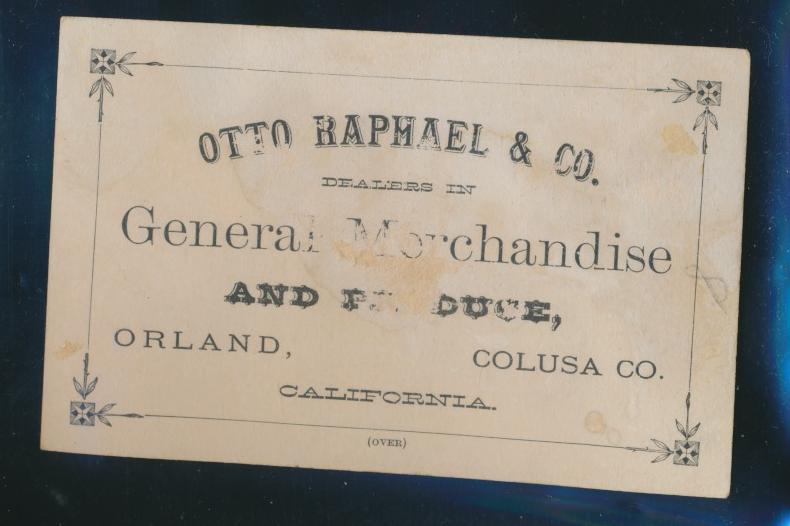 OTTO RAPHAEL & CO.
DEALERS IN
General Merchandise
AND PRODUCE,
ORLAND, COLUSA CO.
CALIFORNIA.
(OVER)